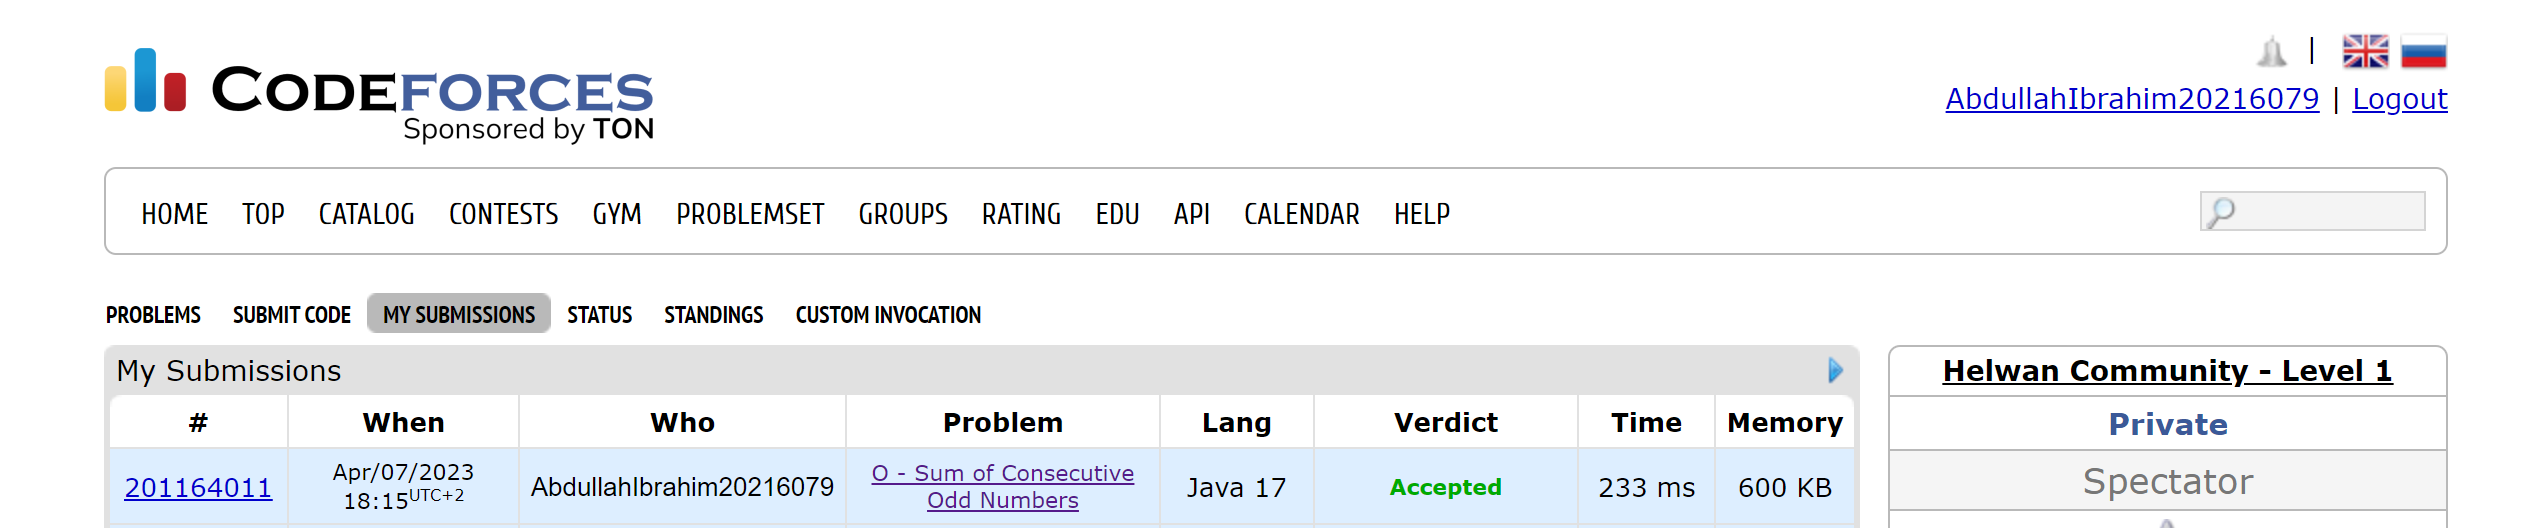 CODEFORCES
Sponsored by TON
|
AbdullahIbrahim20216079 | Logout
HOME TOP CATALOG CONTESTS GYM PROBLEMSET GROUPS RATING EDU API CALENDAR HELP
PROBLEMS SUBMIT CODE MY SUBMISSIONS STATUS STANDINGS CUSTOM INVOCATION
My Submissions
# When Who Problem Lang Verdict Time Memory
201164011 Apr/07/2023 18:15UTC+2 AbdullahIbrahim20216079 O - Sum of Consecutive Odd Numbers Java 17 Accepted 233 ms 600 KB
Helwan Community - Level 1
Private
Spectator